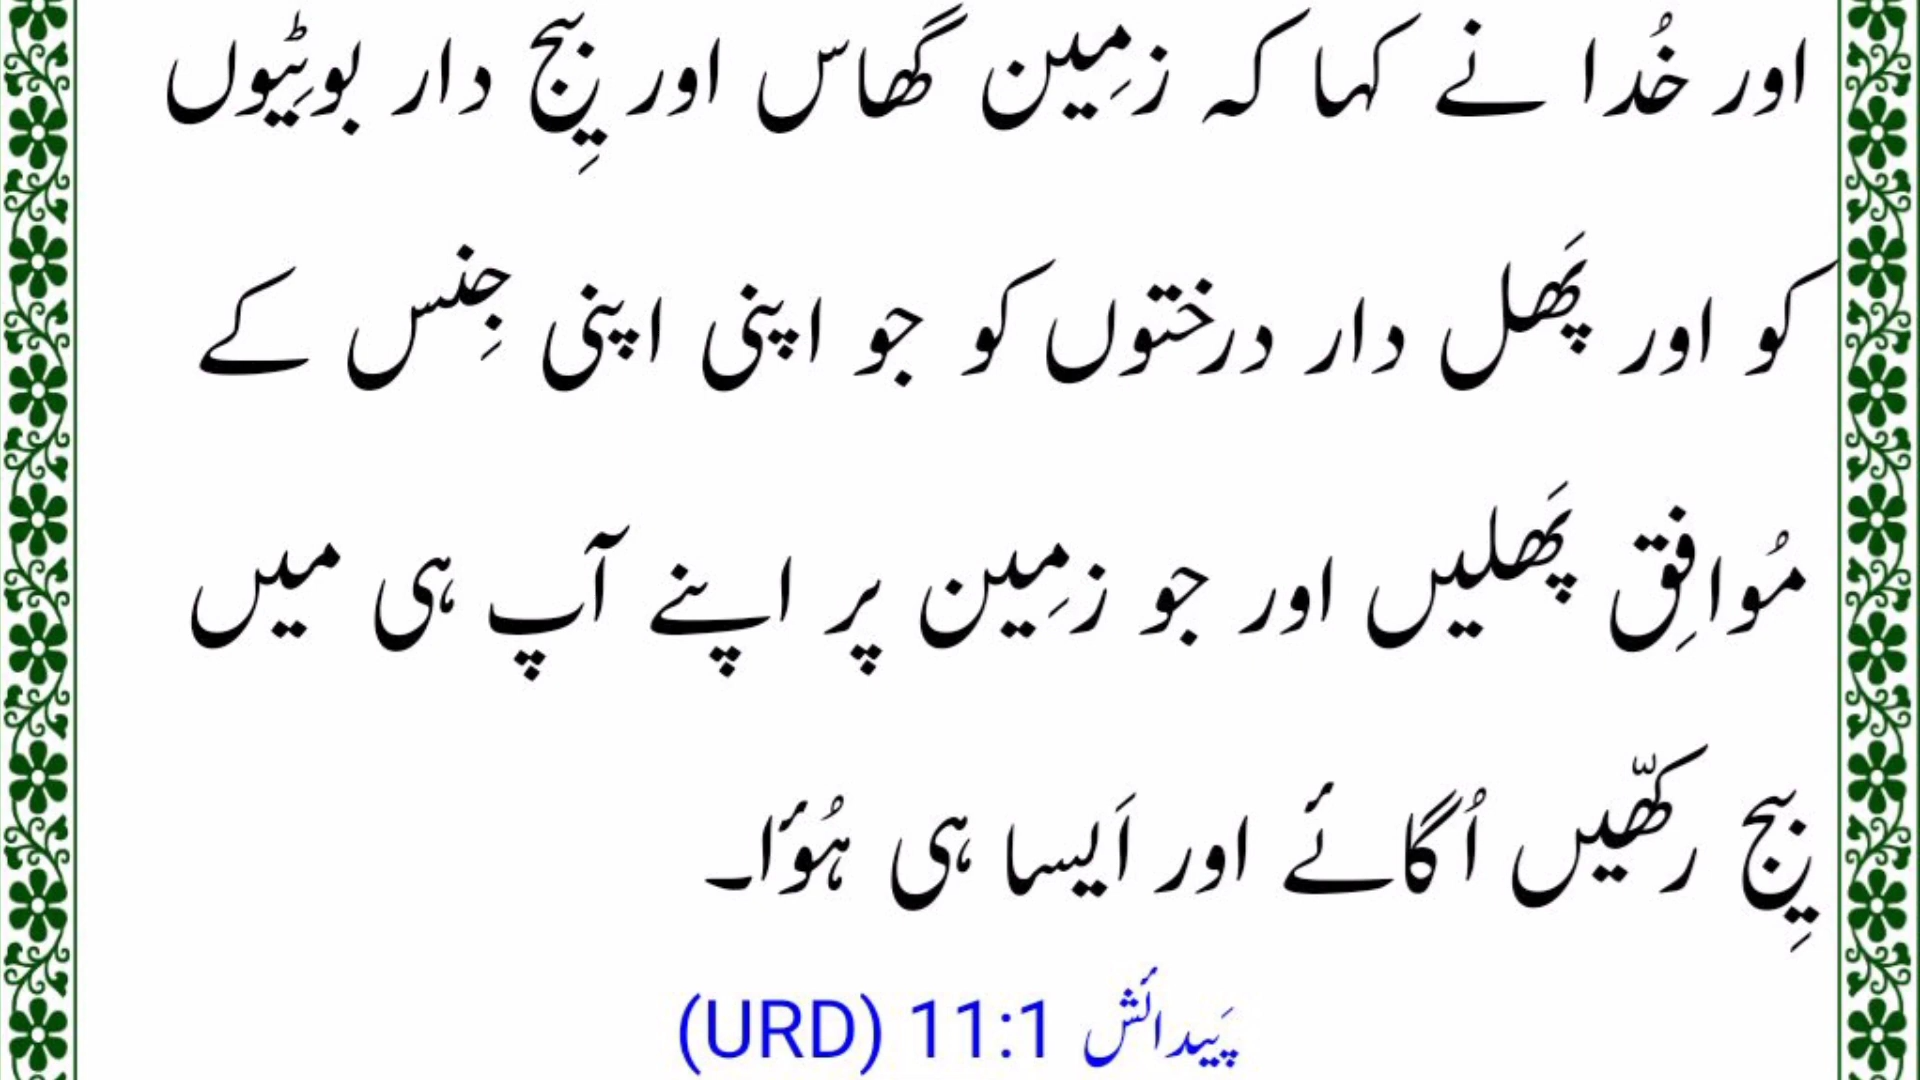 اور خُدا نے کہا کہ زمِین گھاس اور بِیج دار بوٹِیوں
کو اور پَھل دار درختوں کو جو اپنی اپنی جِنس کے
مُوافِق پَھلیں اور جو زمِین پر اپنے آپ ہی میں
بِیج رکھّیں اُگائے اور اَیسا ہی ہُؤا۔
پَیدائش 11:1 (URD)